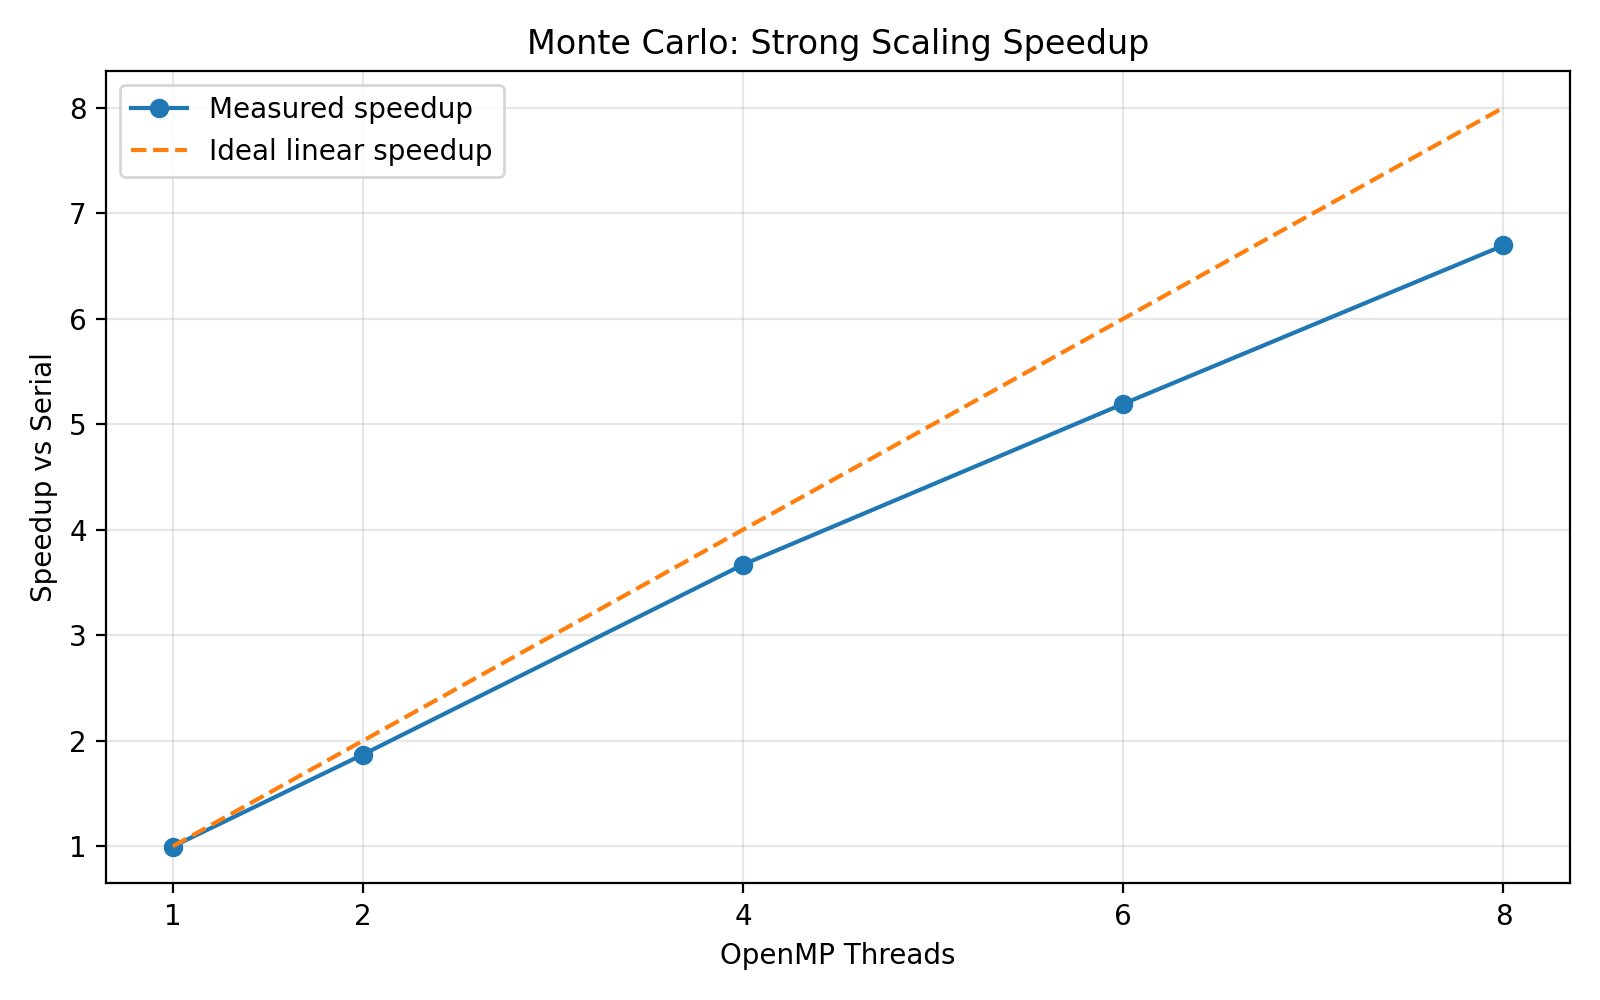 Monte Carlo: Strong Scaling Speedup
Measured speedup
Ideal linear speedup
Speedup vs Serial
8
7
6
5
4
3
2
1
1 2 4 6 8
OpenMP Threads